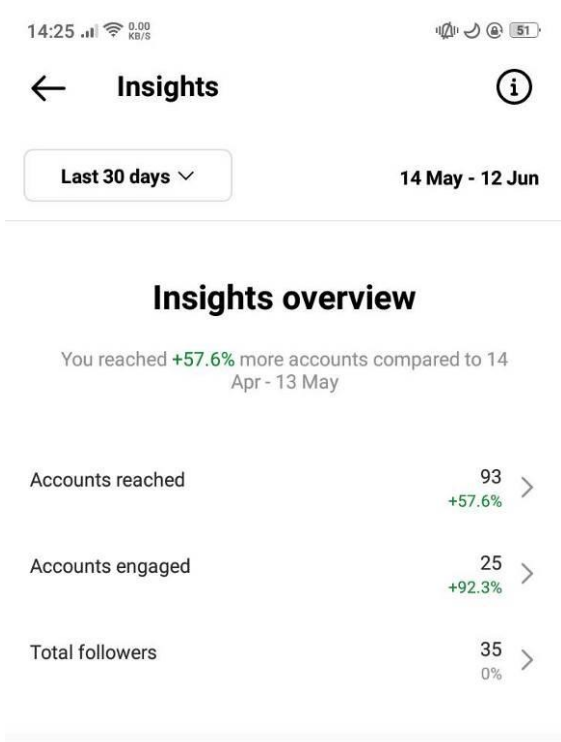 14:25 0.00 KB/S 51
Insights
Last 30 days 14 May - 12 Jun
Insights overview
You reached +57.6% more accounts compared to 14
Apr - 13 May
Accounts reached 93
+57.6%
Accounts engaged 25
+92.3%
Total followers 35
0%